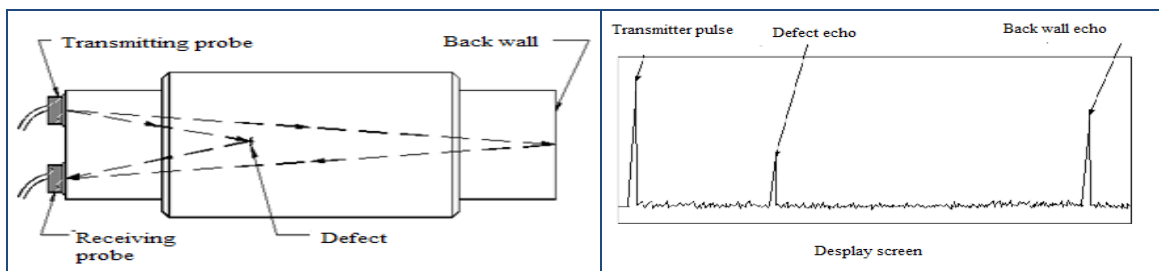 Transmitting probe
Back wall
Receiving
probe
Defect
Transmitter pulse
Defect echo
Back wall echo
Desplay screen